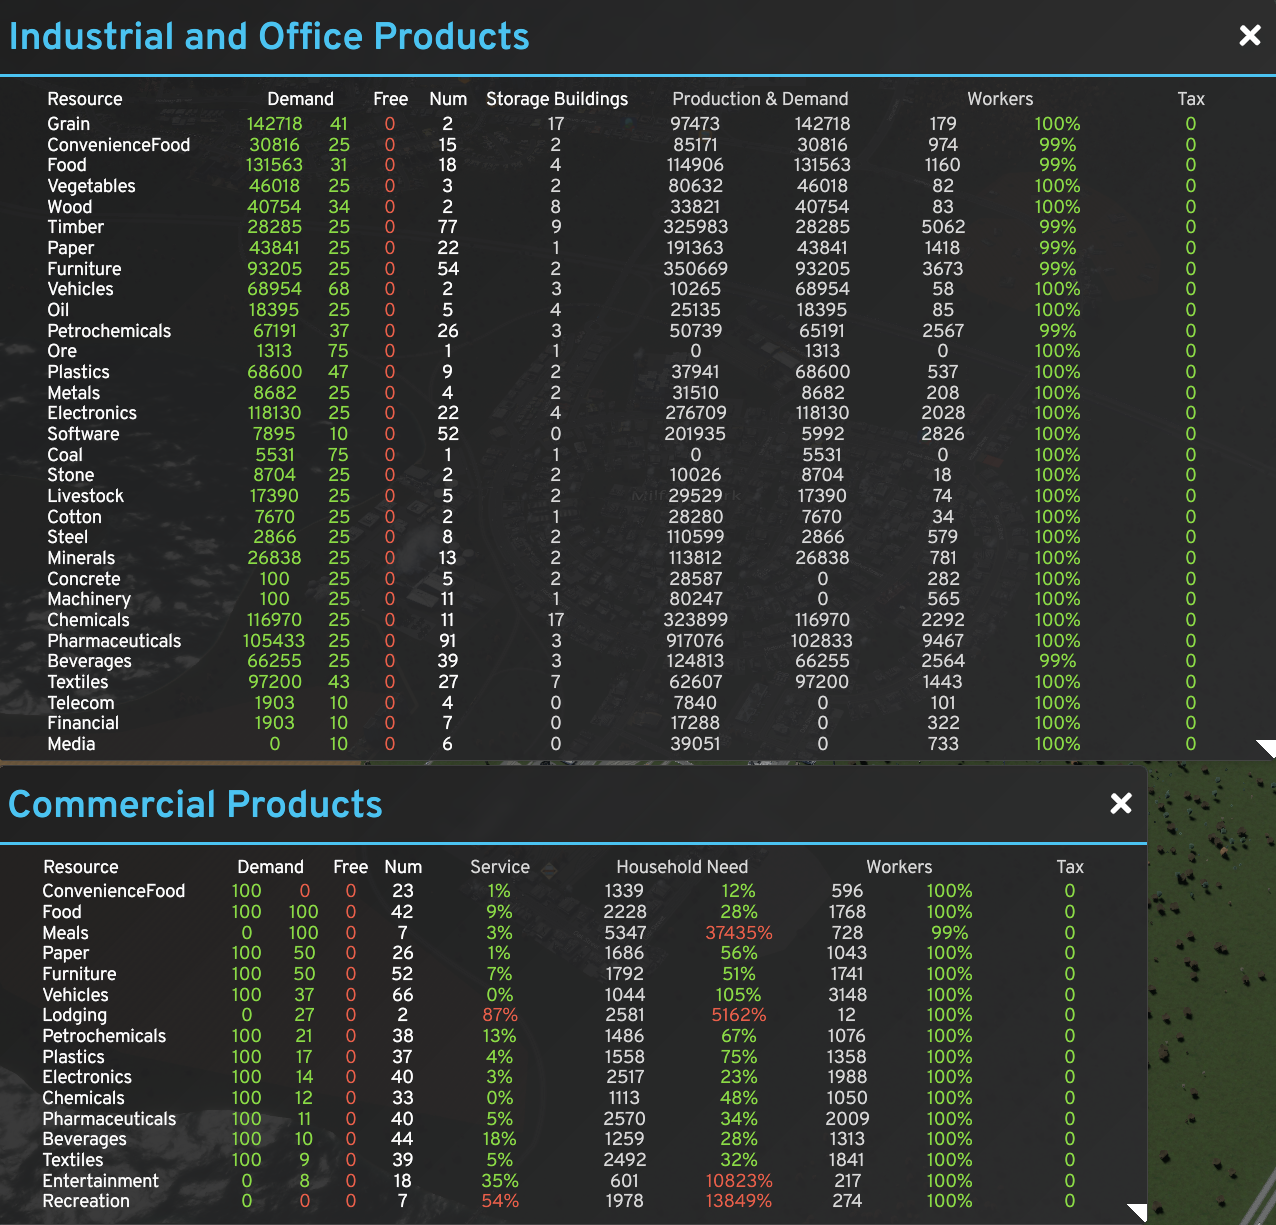 Industrial and Office Products
Resource Demand Free Num Storage Buildings Production & Demand Workers Tax
Grain 142718 41 0 2 17 97473 142718 179 100% 0
ConvenienceFood 30816 25 0 15 2 85171 30816 974 99% 0
Food 131563 31 0 18 4 114906 131563 1160 99% 0
Vegetables 46018 25 0 3 2 80632 46018 82 100% 0
Wood 40754 34 0 2 8 33821 40754 83 100% 0
Timber 28285 25 0 77 9 325983 28285 5062 99% 0
Paper 43841 25 0 22 1 191363 43841 1418 99% 0
Furniture 93205 25 0 54 2 350669 93205 3673 99% 0
Vehicles 68954 68 0 2 3 10265 68954 58 100% 0
Oil 18395 25 0 5 4 25135 18395 85 100% 0
Petrochemicals 67191 37 0 26 3 50739 65191 2567 99% 0
Ore 1313 75 0 1 1 0 1313 0 100% 0
Plastics 68600 47 0 9 2 37941 68600 537 100% 0
Metals 8682 25 0 4 2 31510 8682 208 100% 0
Electronics 118130 25 0 22 4 276709 118130 2028 100% 0
Software 7895 10 0 52 0 201935 5992 2826 100% 0
Coal 5531 75 0 1 1 0 5531 0 100% 0
Stone 8704 25 0 2 2 10026 8704 18 100% 0
Livestock 17390 25 0 5 2 29529 17390 74 100% 0
Cotton 7670 25 0 2 1 28280 7670 34 100% 0
Steel 2866 25 0 8 2 110599 2866 579 100% 0
Minerals 26838 25 0 13 2 113812 26838 781 100% 0
Concrete 100 25 0 5 2 28587 0 282 100% 0
Machinery 100 25 0 11 1 80247 0 565 100% 0
Chemicals 116970 25 0 11 17 323899 116970 2292 100% 0
Pharmaceuticals 105433 25 0 91 3 917076 102833 9467 100% 0
Beverages 66255 25 0 39 3 124813 66255 2564 99% 0
Textiles 97200 43 0 27 7 62607 97200 1443 100% 0
Telecom 1903 10 0 4 0 7840 0 101 100% 0
Financial 1903 10 0 7 0 17288 0 322 100% 0
Media 0 10 0 6 0 39051 0 733 100% 0
Commercial Products
Resource Demand Free Num Service Household Need Workers Tax
ConvenienceFood 100 0 0 23 1% 1339 12% 596 100% 0
Food 100 100 0 42 9% 2228 28% 1768 100% 0
Meals 0 100 0 7 3% 5347 37435% 728 99% 0
Paper 100 50 0 26 1% 1686 56% 1043 100% 0
Furniture 100 50 0 52 7% 1792 51% 1741 100% 0
Vehicles 100 37 0 66 0% 1044 105% 3148 100% 0
Lodging 0 27 0 2 87% 2581 5162% 12 100% 0
Petrochemicals 100 21 0 38 13% 1486 67% 1076 100% 0
Plastics 100 17 0 37 4% 1558 75% 1358 100% 0
Electronics 100 14 0 40 3% 2517 23% 1988 100% 0
Chemicals 100 12 0 33 0% 1113 48% 1050 100% 0
Pharmaceuticals 100 11 0 40 5% 2570 34% 2009 100% 0
Beverages 100 10 0 44 18% 1259 28% 1313 100% 0
Textiles 100 9 0 39 5% 2492 32% 1841 100% 0
Entertainment 0 8 0 18 35% 601 10823% 217 100% 0
Recreation 0 0 0 7 54% 1978 13849% 274 100% 0